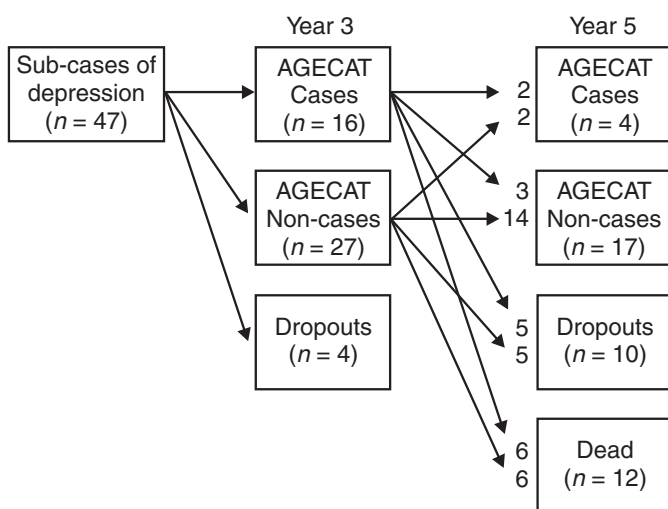 Year 3
Year 5
Sub-cases of
depression
(n = 47)
AGECAT
Cases
(n = 16)
2
2
AGECAT
Cases
(n = 4)
AGECAT
Non-cases
(n = 27)
3
14
AGECAT
Non-cases
(n = 17)
Dropouts
(n = 4)
5
5
Dropouts
(n = 10)
6
6
Dead
(n = 12)